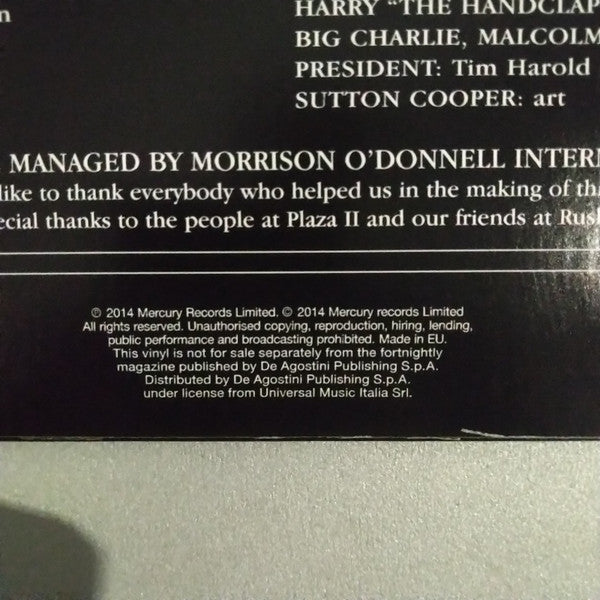 n
HARRY "THE HANDCLAP
BIG CHARLIE, MALCOLM
PRESIDENT: Tim Harold
SUTTON COOPER: art
MANAGED BY MORRISON O'DONNELL INTERN
like to thank everybody who helped us in the making of th
ecial thanks to the people at Plaza II and our friends at Rus
℗ 2014 Mercury Records Limited. © 2014 Mercury records Limited
All rights reserved. Unauthorised copying, reproduction, hiring, lending,
public performance and broadcasting prohibited. Made in EU.
This vinyl is not for sale separately from the fortnightly
magazine published by De Agostini Publishing S.p.A.
Distributed by De Agostini Publishing S.p.A.
under license from Universal Music Italia Srl.